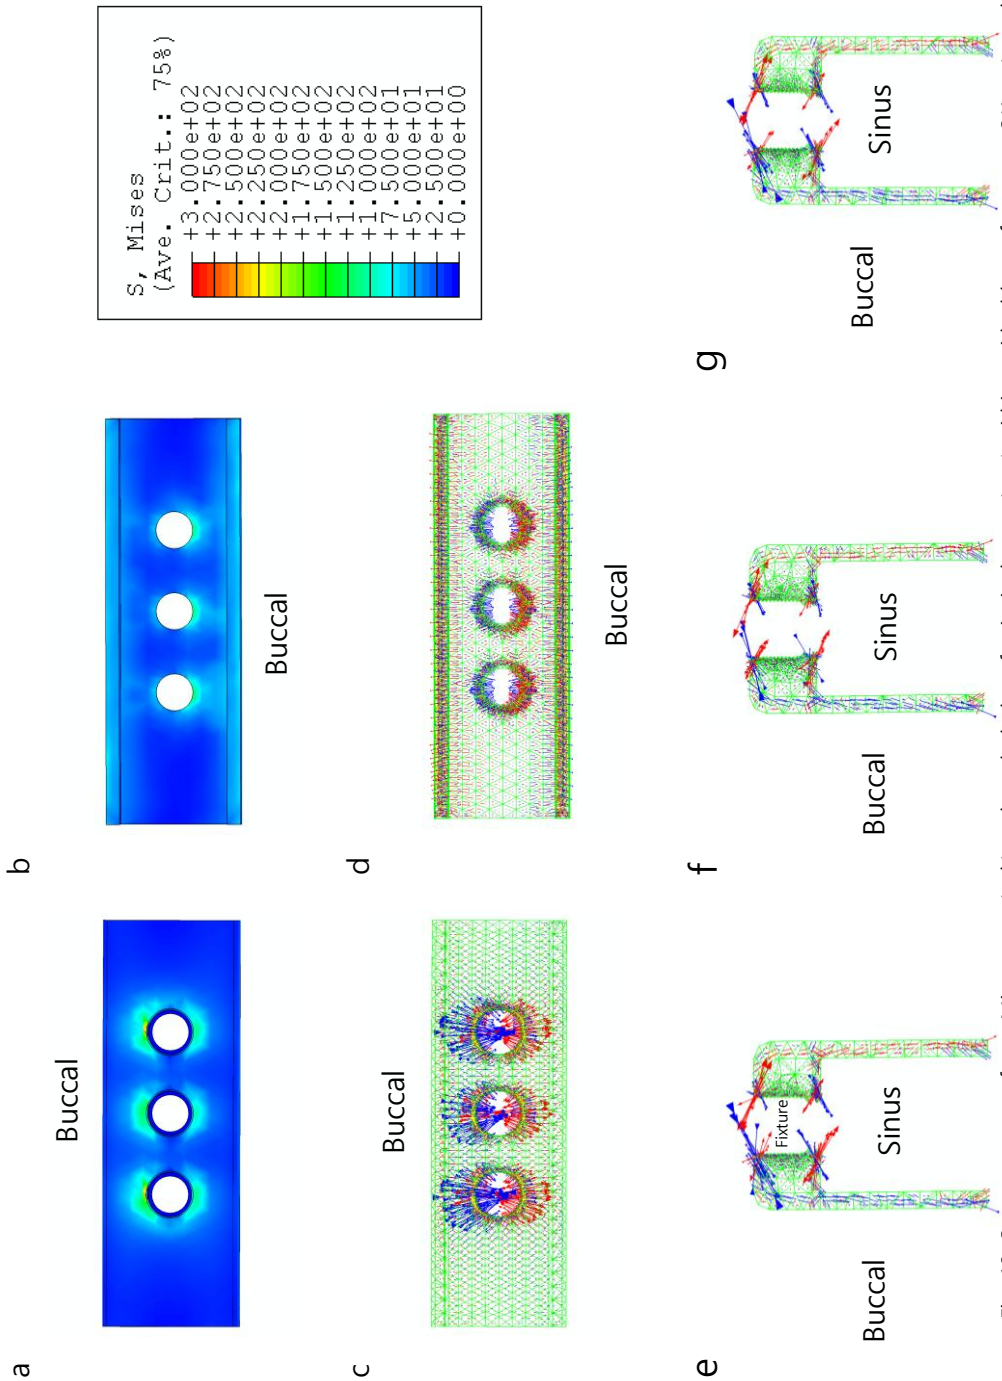 a
Buccal
b
Buccal
S, Mises
(Ave. Crit.: 75%)
+3.000e+02
+2.750e+02
+2.500e+02
+2.250e+02
+2.000e+02
+1.750e+02
+1.500e+02
+1.250e+02
+1.000e+02
+7.500e+01
+5.000e+01
+2.500e+01
+0.000e+00
c
Buccal
d
Buccal
e
Buccal
Fixture
Sinus
f
Buccal
Sinus
g
Buccal
Sinus